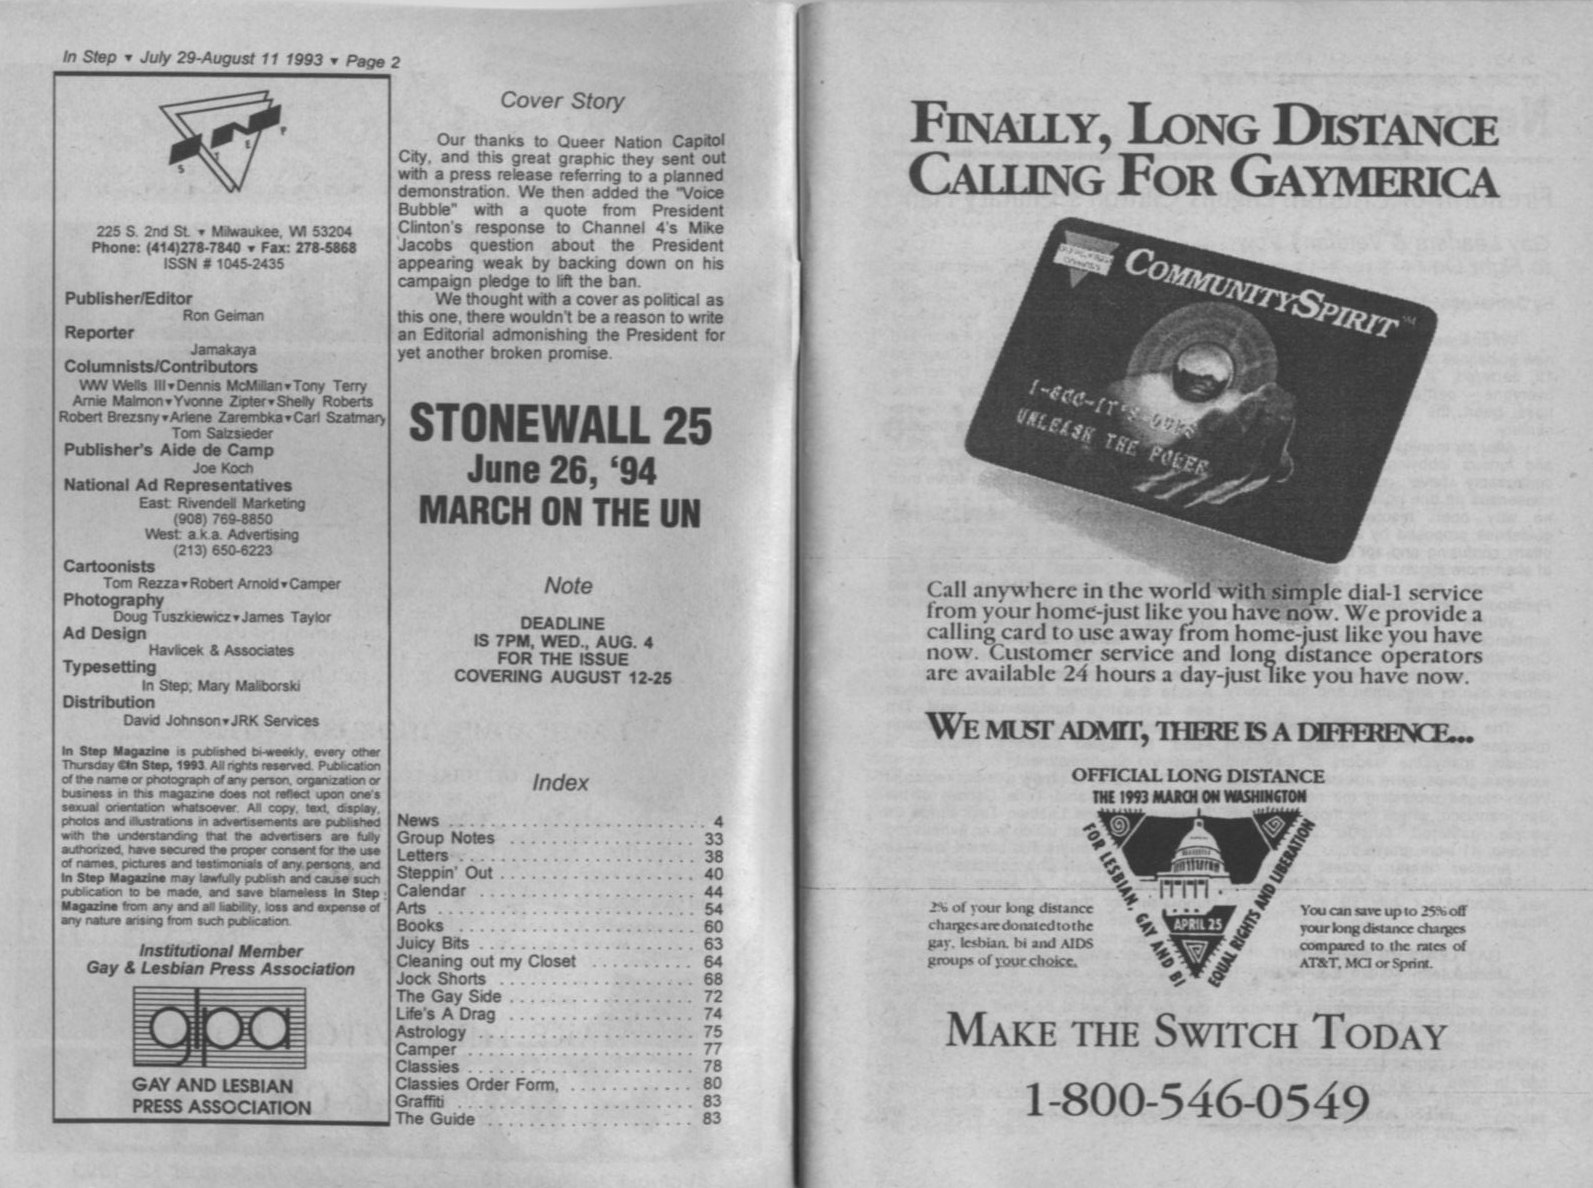 In Step ▼ July 29-August 11 1993 ▼ Page 2
S T E P
225 S. 2nd St. ▼ Milwaukee, WI 53204
Phone: (414)278-7840 ▼ Fax: 278-5868
ISSN # 1045-2435
Publisher/Editor
Ron Geiman
Reporter
Jamakaya
Columnists/Contributors
WW Wells III▼Dennis McMillan▼Tony Terry
Arnie Malmon▼Yvonne Zipter▼Shelly Roberts
Robert Brezsny▼Arlene Zarembka▼Carl Szatmary
Tom Salzsieder
Publisher's Aide de Camp
Joe Koch
National Ad Representatives
East: Rivendell Marketing
(908) 769-8850
West: a.k.a. Advertising
(213) 650-6223
Cartoonists
Tom Rezza▼Robert Arnold▼Camper
Photography
Doug Tuszkiewicz▼James Taylor
Ad Design
Havlicek & Associates
Typesetting
In Step; Mary Maliborski
Distribution
David Johnson▼JRK Services
In Step Magazine is published bi-weekly, every other
Thursday ©In Step, 1993. All rights reserved. Publication
of the name or photograph of any person, organization or
business in this magazine does not reflect upon one's
sexual orientation whatsoever. All copy, text, display,
photos and illustrations in advertisements are published
with the understanding that the advertisers are fully
authorized, have secured the proper consent for the use
of names, pictures and testimonials of any persons, and
In Step Magazine may lawfully publish and cause such
publication to be made, and save blameless In Step
Magazine from any and all liability, loss and expense of
any nature arising from such publication.
Institutional Member
Gay & Lesbian Press Association
glpa
GAY AND LESBIAN
PRESS ASSOCIATION
Cover Story
Our thanks to Queer Nation Capitol
City, and this great graphic they sent out
with a press release referring to a planned
demonstration. We then added the "Voice
Bubble" with a quote from President
Clinton's response to Channel 4's Mike
Jacobs question about the President
appearing weak by backing down on his
campaign pledge to lift the ban.
We thought with a cover as political as
this one, there wouldn't be a reason to write
an Editorial admonishing the President for
yet another broken promise.
STONEWALL 25
June 26, '94
MARCH ON THE UN
Note
DEADLINE
IS 7PM, WED., AUG. 4
FOR THE ISSUE
COVERING AUGUST 12-25
Index
News . . . . . . . . . . . . . . . . . . . . 4
Group Notes . . . . . . . . . . . . . . . . 33
Letters . . . . . . . . . . . . . . . . . . . . 38
Steppin' Out . . . . . . . . . . . . . . . . 40
Calendar . . . . . . . . . . . . . . . . . . 44
Arts . . . . . . . . . . . . . . . . . . . . . 54
Books . . . . . . . . . . . . . . . . . . . . 60
Juicy Bits . . . . . . . . . . . . . . . . . . 63
Cleaning out my Closet . . . . . . . . . 64
Jock Shorts . . . . . . . . . . . . . . . . 68
The Gay Side . . . . . . . . . . . . . . . 72
Life's A Drag . . . . . . . . . . . . . . . 74
Astrology . . . . . . . . . . . . . . . . . . 75
Camper . . . . . . . . . . . . . . . . . . . 77
Classies . . . . . . . . . . . . . . . . . . . 78
Classies Order Form, . . . . . . . . . . 80
Graffiti . . . . . . . . . . . . . . . . . . . . 83
The Guide . . . . . . . . . . . . . . . . . 83
FINALLY, LONG DISTANCE
CALLING FOR GAYMERICA
COMMUNITYSPIRIT SM
1-800-IT'S OURS
UNLEASH THE POWER
Call anywhere in the world with simple dial-1 service
from your home-just like you have now. We provide a
calling card to use away from home-just like you have
now. Customer service and long distance operators
are available 24 hours a day-just like you have now.
WE MUST ADMIT, THERE IS A DIFFERENCE...
OFFICIAL LONG DISTANCE
THE 1993 MARCH ON WASHINGTON
FOR LESBIAN, GAY AND BI
EQUAL RIGHTS AND LIBERATION
APRIL 25
2% of your long distance
charges are donated to the
gay, lesbian, bi and AIDS
groups of your choice.
You can save up to 25% off
your long distance charges
compared to the rates of
AT&T, MCI or Sprint.
MAKE THE SWITCH TODAY
1-800-546-0549